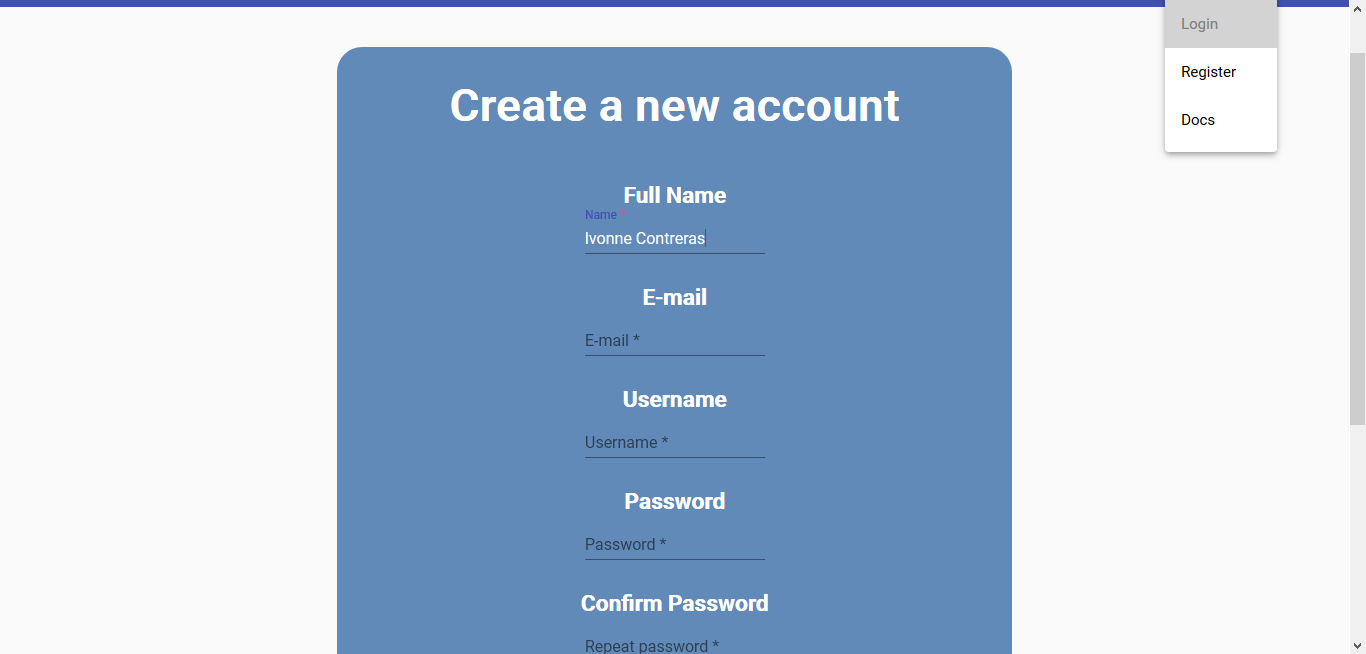 Login
Register
Docs
Create a new account
Full Name
Name *
Ivonne Contreras
E-mail
E-mail *
Username
Username *
Password
Password *
Confirm Password
Repeat password *